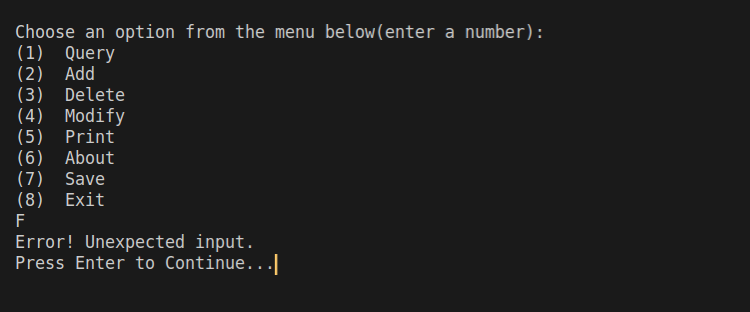 Choose an option from the menu below(enter a number):
(1)  Query
(2)  Add
(3)  Delete
(4)  Modify
(5)  Print
(6)  About
(7)  Save
(8)  Exit
F
Error! Unexpected input.
Press Enter to Continue...